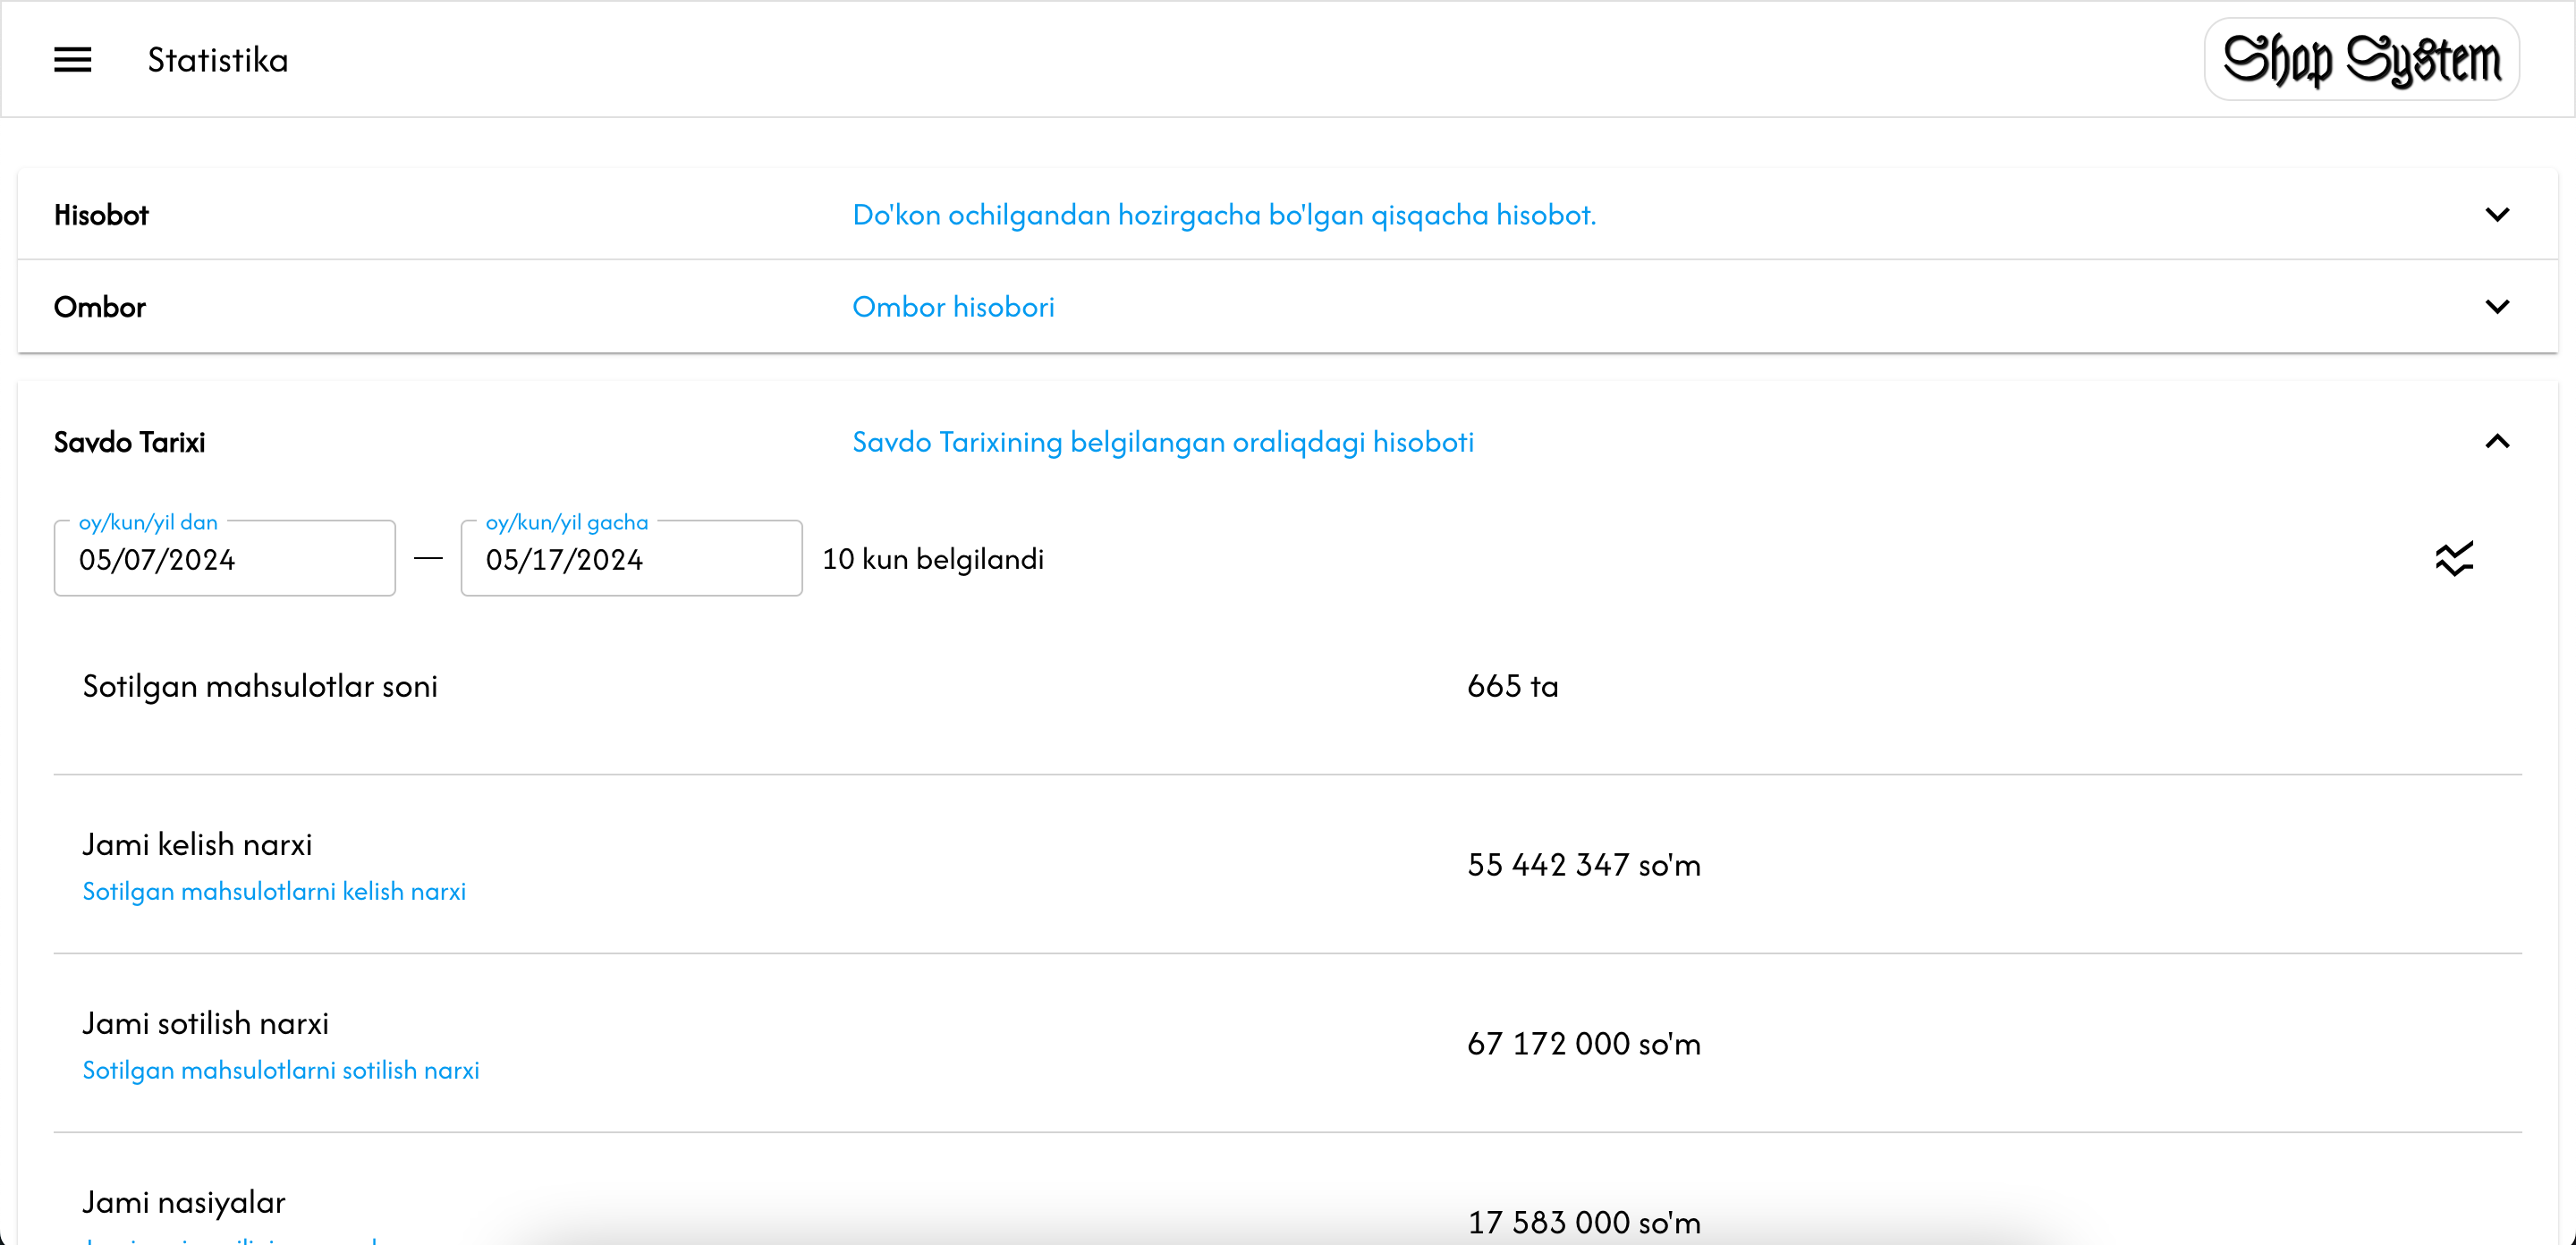 Statistika
Shop System
Hisobot
Do'kon ochilgandan hozirgacha bo'lgan qisqacha hisobot.
Ombor
Ombor hisobori
Savdo Tarixi
Savdo Tarixining belgilangan oraliqdagi hisoboti
oy/kun/yil dan
05/07/2024
—
oy/kun/yil gacha
05/17/2024
10 kun belgilandi
Sotilgan mahsulotlar soni
665 ta
Jami kelish narxi
Sotilgan mahsulotlarni kelish narxi
55 442 347 so'm
Jami sotilish narxi
Sotilgan mahsulotlarni sotilish narxi
67 172 000 so'm
Jami nasiyalar
17 583 000 so'm